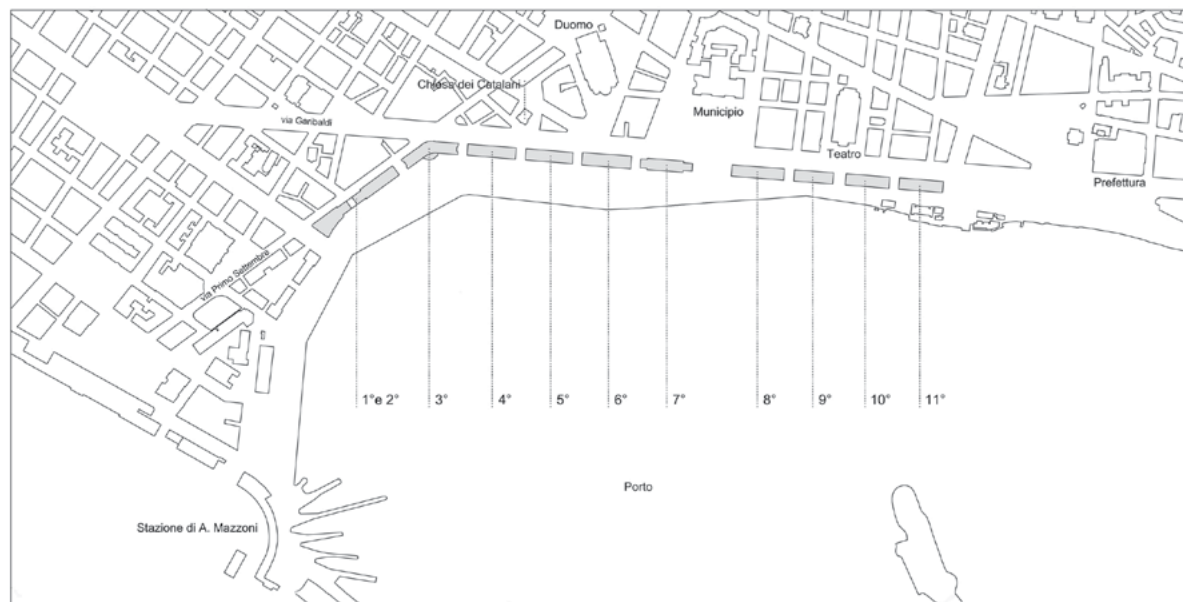 Duomo
Chiesa dei Catalani
Municipio
via Garibaldi
Teatro
Prefettura
via Primo Settembre
1°e 2°
3°
4°
5°
6°
7°
8°
9°
10°
11°
Porto
Stazione di A. Mazzoni